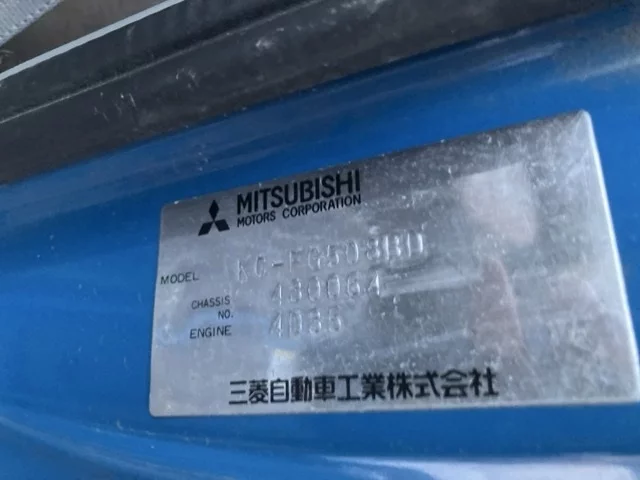 MITSUBISHI
MOTORS CORPORATION
MODEL KC-FG508BD
CHASSIS NO. 430064
ENGINE 4D35
三菱自動車工業株式会社